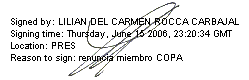 Signed by: LILIAN DEL CARMEN ROCCA CARBAJAL
Signing time: Thursday, June 15 2006, 23:20:34 GMT
Location: PRES
Reason to sign: renuncia miembro COPA